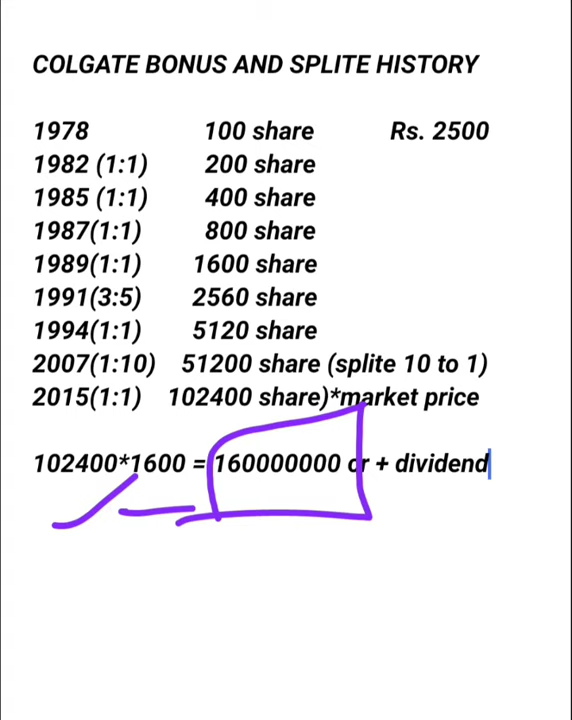 COLGATE BONUS AND SPLITE HISTORY
1978 100 share Rs. 2500
1982 (1:1) 200 share
1985 (1:1) 400 share
1987(1:1) 800 share
1989(1:1) 1600 share
1991(3:5) 2560 share
1994(1:1) 5120 share
2007(1:10) 51200 share (splite 10 to 1)
2015(1:1) 102400 share)*market price
102400*1600 = 160000000 cr + dividend